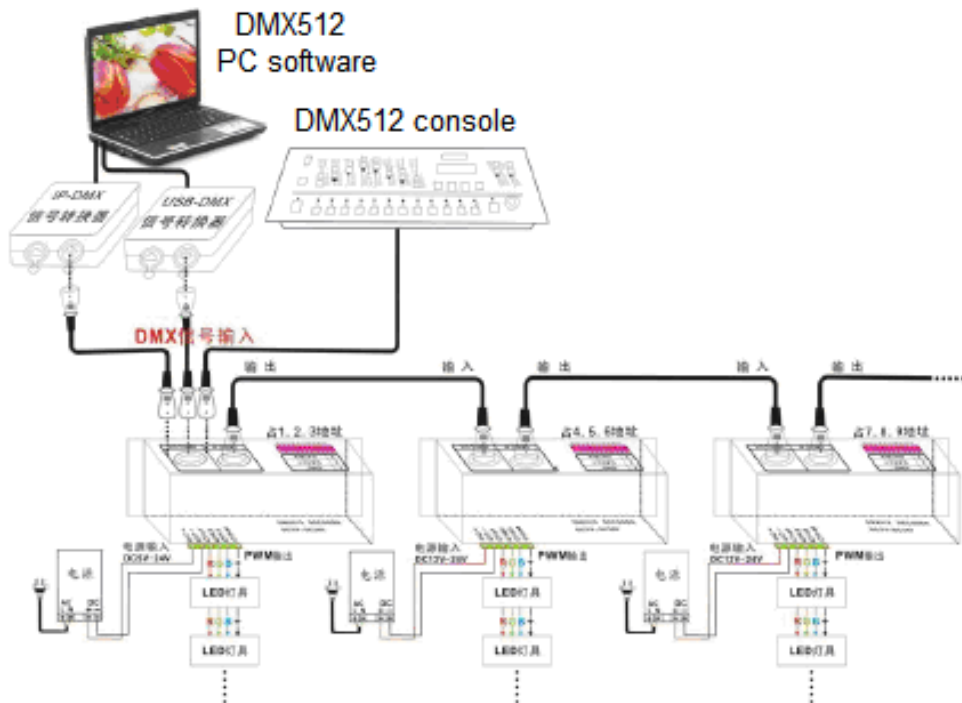 DMX512
PC software
DMX512 console
IP-DMX
信号转换器
USB-DMX
信号转换器
DMX信号输入
输出
输入
输出
输入
输出
占1、2、3地址
占4、5、6地址
占7、8、9地址
电源输入
DC5V-24V
PWM输出
电源输入
DC12V-24V
PWM输出
电源输入
DC12V-24V
PWM输出
电源
AC
DC
电源
AC
DC
电源
AC
DC
R G B
R G B
R G B
LED灯具
LED灯具
LED灯具
R G B
R G B
R G B
LED灯具
LED灯具
LED灯具